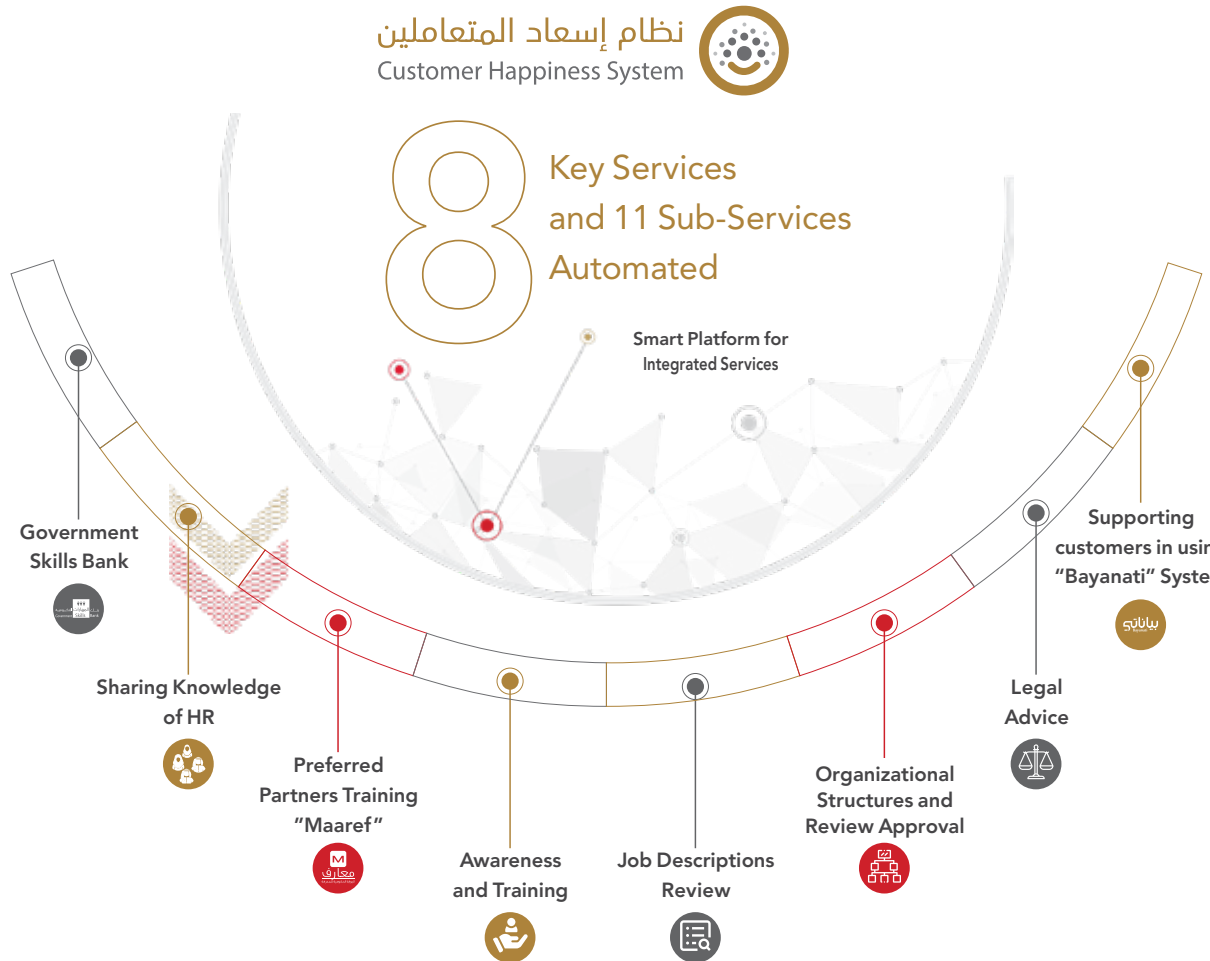 نظام إسعاد المتعاملين
Customer Happiness System
8
Key Services
and 11 Sub-Services
Automated
Smart Platform for
Integrated Services
Government
Skills Bank
Sharing Knowledge
of HR
Preferred
Partners Training
“Maaref”
M
معارف
Awareness
and Training
Job Descriptions
Review
Organizational
Structures and
Review Approval
Legal
Advice
Supporting
customers in usin
“Bayanati” Syste
بياناتي